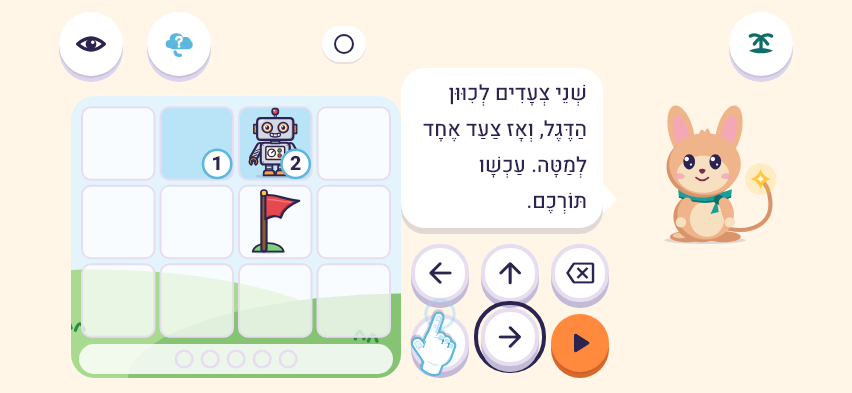 שְׁנֵי צְעָדִים לְכִוּוּן
הַדֶּגֶל, וְאָז צַעַד אֶחָד
לְמַטָּה. עַכְשָׁו
תּוֹרְכֶם.
1
2
?